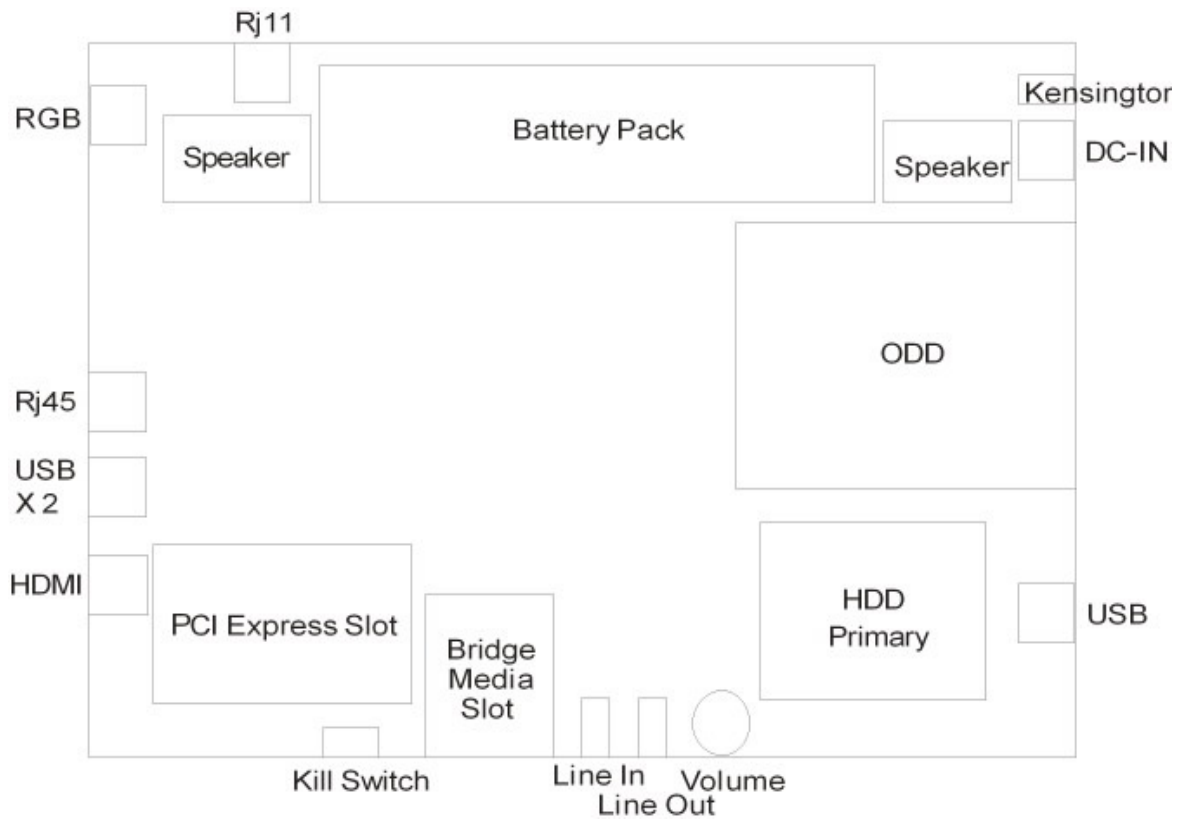 Rj11
Kensingtor
RGB
Battery Pack
Speaker
Speaker
DC-IN
ODD
Rj45
USB
X 2
HDMI
HDD
Primary
USB
PCI Express Slot
Bridge
Media
Slot
Kill Switch
Line In
Volume
Line Out